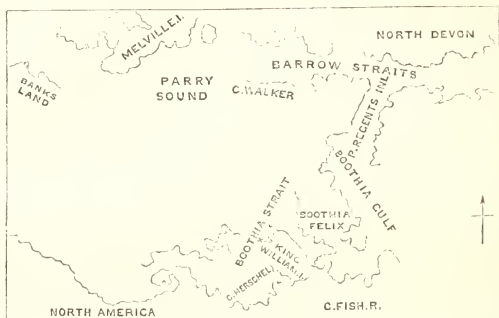 NORTH DEVON
MELVILLE.I.
BARROW STRAITS
BANKS
LAND
PARRY
SOUND
C.WALKER
P.REGENTS INL.
BOOTHIA GULF
BOOTHIA STRAIT
BOOTHIA
FELIX
KING
WILLIAM.I.
C.HERSCHEL
NORTH AMERICA
C.FISH.R.